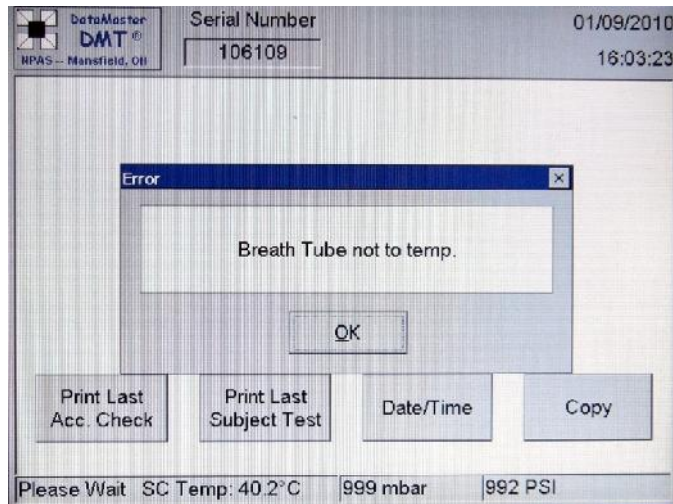 DataMaster
DMT ®
NPAS -- Mansfield, OH
Serial Number
106109
01/09/2010
16:03:23
Error
Breath Tube not to temp.
OK
Print Last
Acc. Check
Print Last
Subject Test
Date/Time
Copy
Please Wait SC Temp: 40.2°C 999 mbar 992 PSI